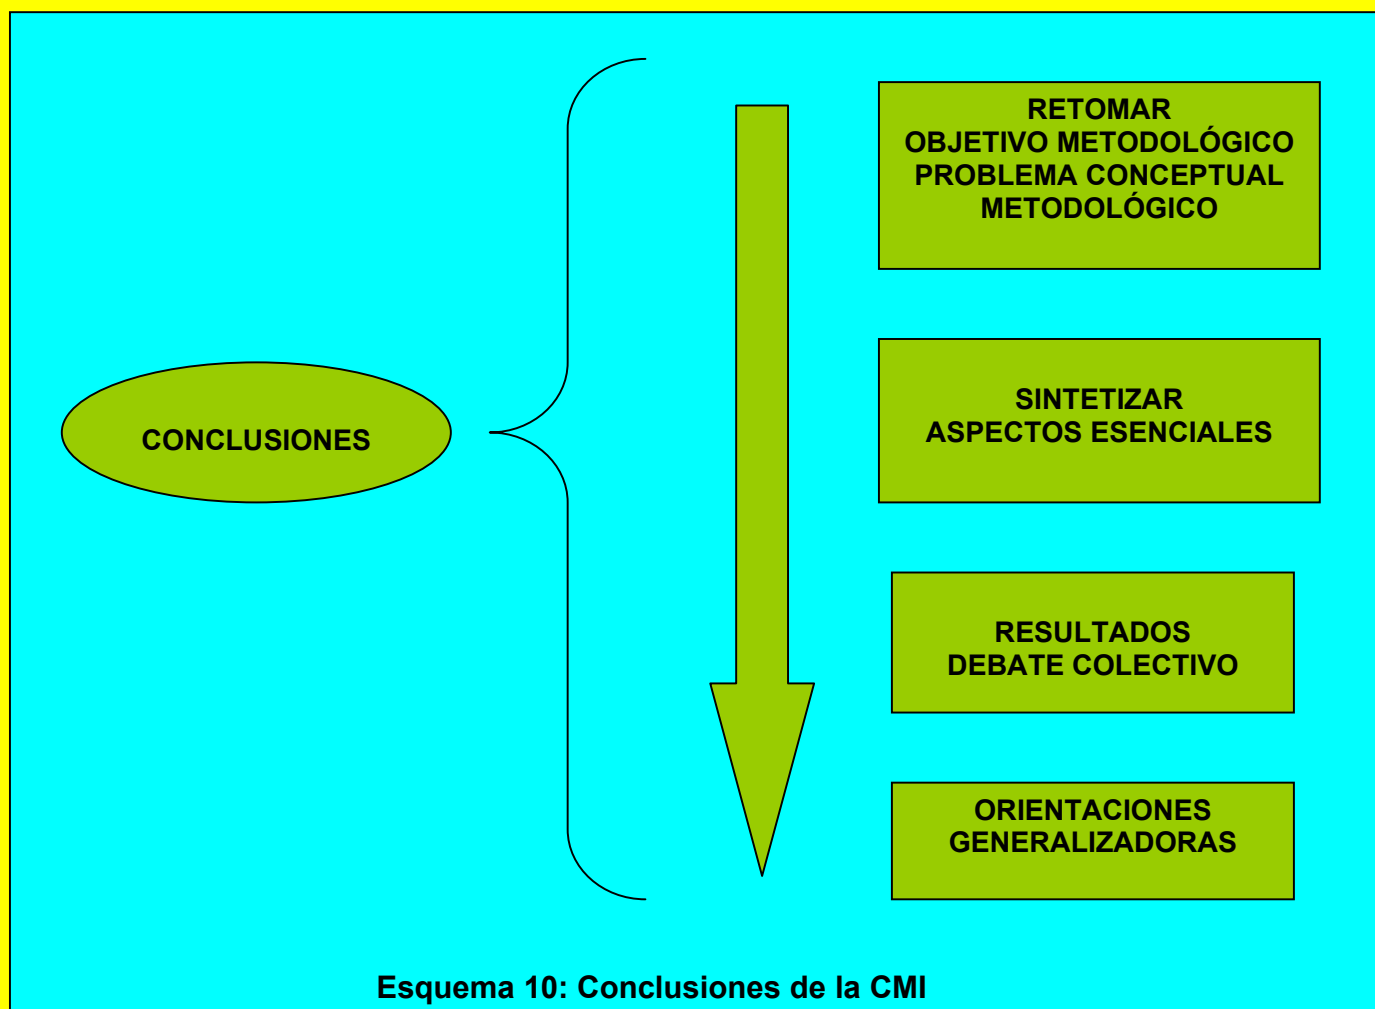 RETOMAR
OBJETIVO METODOLÓGICO
PROBLEMA CONCEPTUAL
METODOLÓGICO
CONCLUSIONES
SINTETIZAR
ASPECTOS ESENCIALES
RESULTADOS
DEBATE COLECTIVO
ORIENTACIONES
GENERALIZADORAS
Esquema 10: Conclusiones de la CMI